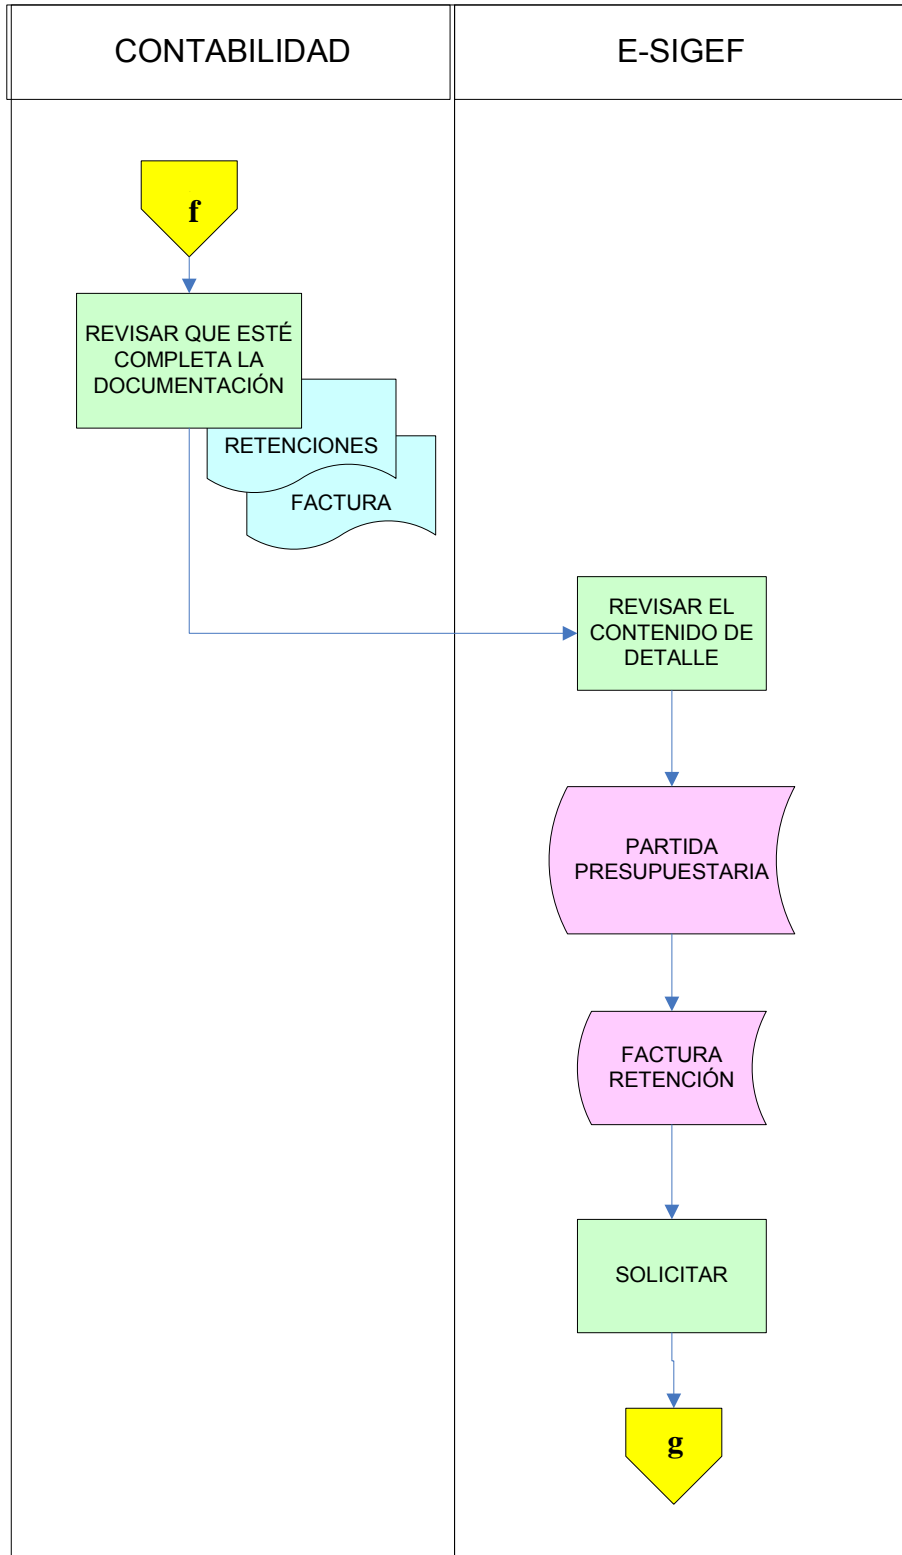 CONTABILIDAD
E-SIGEF
f
REVISAR QUE ESTÉ
COMPLETA LA
DOCUMENTACIÓN
RETENCIONES
FACTURA
REVISAR EL
CONTENIDO DE
DETALLE
PARTIDA
PRESUPUESTARIA
FACTURA
RETENCIÓN
SOLICITAR
g